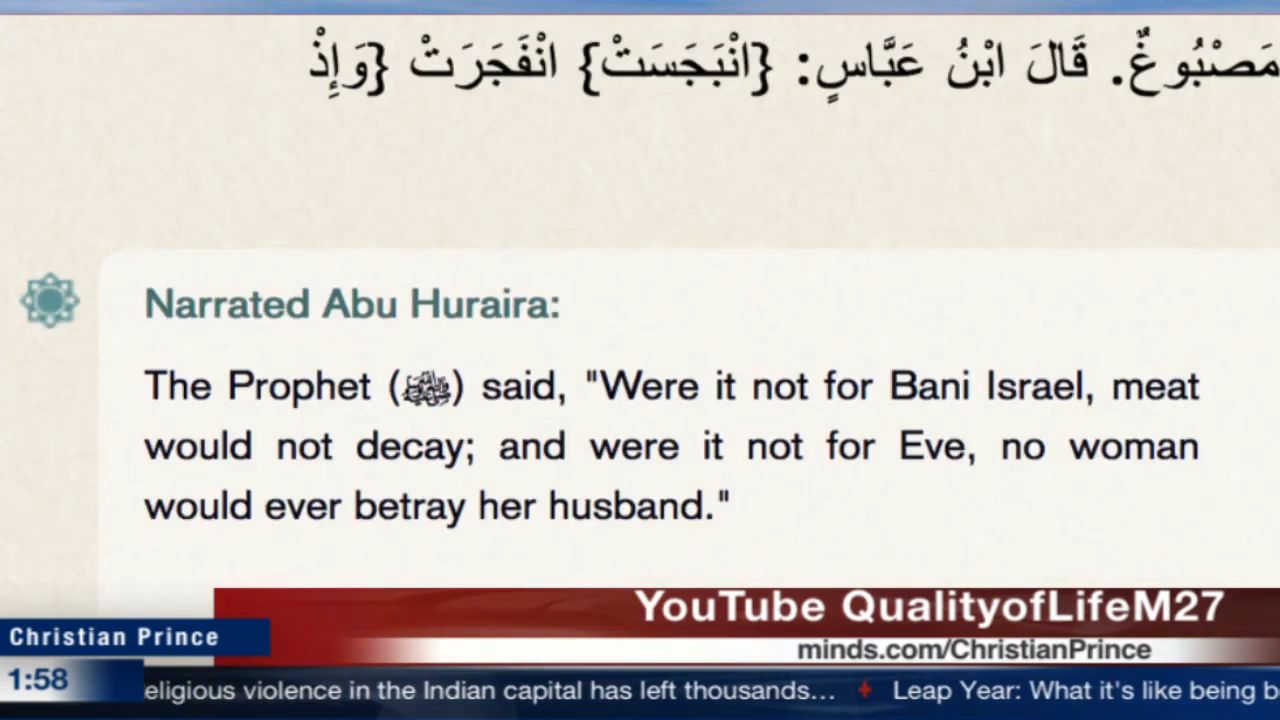 مَصْبُوغٌ. قَالَ ابْنُ عَبَّاسٍ: {انْبَجَسَتْ} انْفَجَرَتْ {وَإِذْ
Narrated Abu Huraira:
The Prophet (ﷺ) said, "Were it not for Bani Israel, meat
would not decay; and were it not for Eve, no woman
would ever betray her husband."
YouTube QualityofLifeM27
Christian Prince
minds.com/ChristianPrince
1:58
eligious violence in the Indian capital has left thousands... Leap Year: What it's like being b